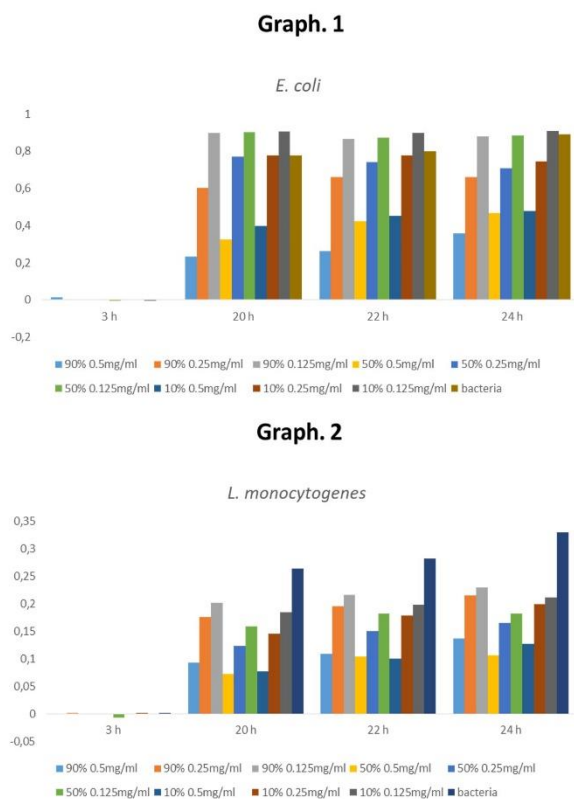 Graph. 1
E. coli
1
0,8
0,6
0,4
0,2
0
-0,2
3 h 20 h 22 h 24 h
90% 0.5mg/ml 90% 0.25mg/ml 90% 0.125mg/ml 50% 0.5mg/ml 50% 0.25mg/ml
50% 0.125mg/ml 10% 0.5mg/ml 10% 0.25mg/ml 10% 0.125mg/ml bacteria
Graph. 2
L. monocytogenes
0,35
0,3
0,25
0,2
0,15
0,1
0,05
0
-0,05
3 h 20 h 22 h 24 h
90% 0.5mg/ml 90% 0.25mg/ml 90% 0.125mg/ml 50% 0.5mg/ml 50% 0.25mg/ml
50% 0.125mg/ml 10% 0.5mg/ml 10% 0.25mg/ml 10% 0.125mg/ml bacteria